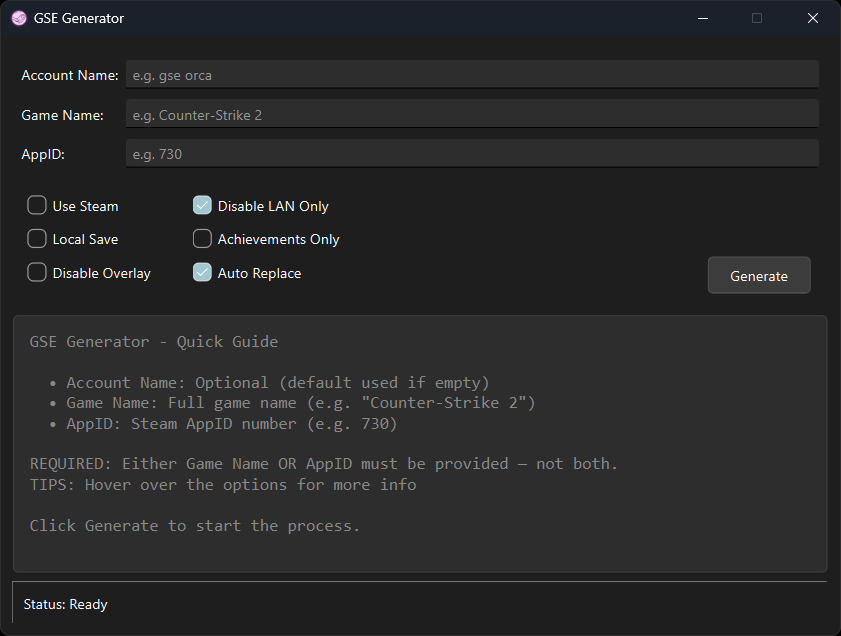 GSE Generator
Account Name: e.g. gse orca
Game Name: e.g. Counter-Strike 2
AppID: e.g. 730
Use Steam Disable LAN Only
Local Save Achievements Only
Disable Overlay Auto Replace
Generate
GSE Generator - Quick Guide
• Account Name: Optional (default used if empty)
• Game Name: Full game name (e.g. "Counter-Strike 2")
• AppID: Steam AppID number (e.g. 730)
REQUIRED: Either Game Name OR AppID must be provided — not both.
TIPS: Hover over the options for more info
Click Generate to start the process.
Status: Ready